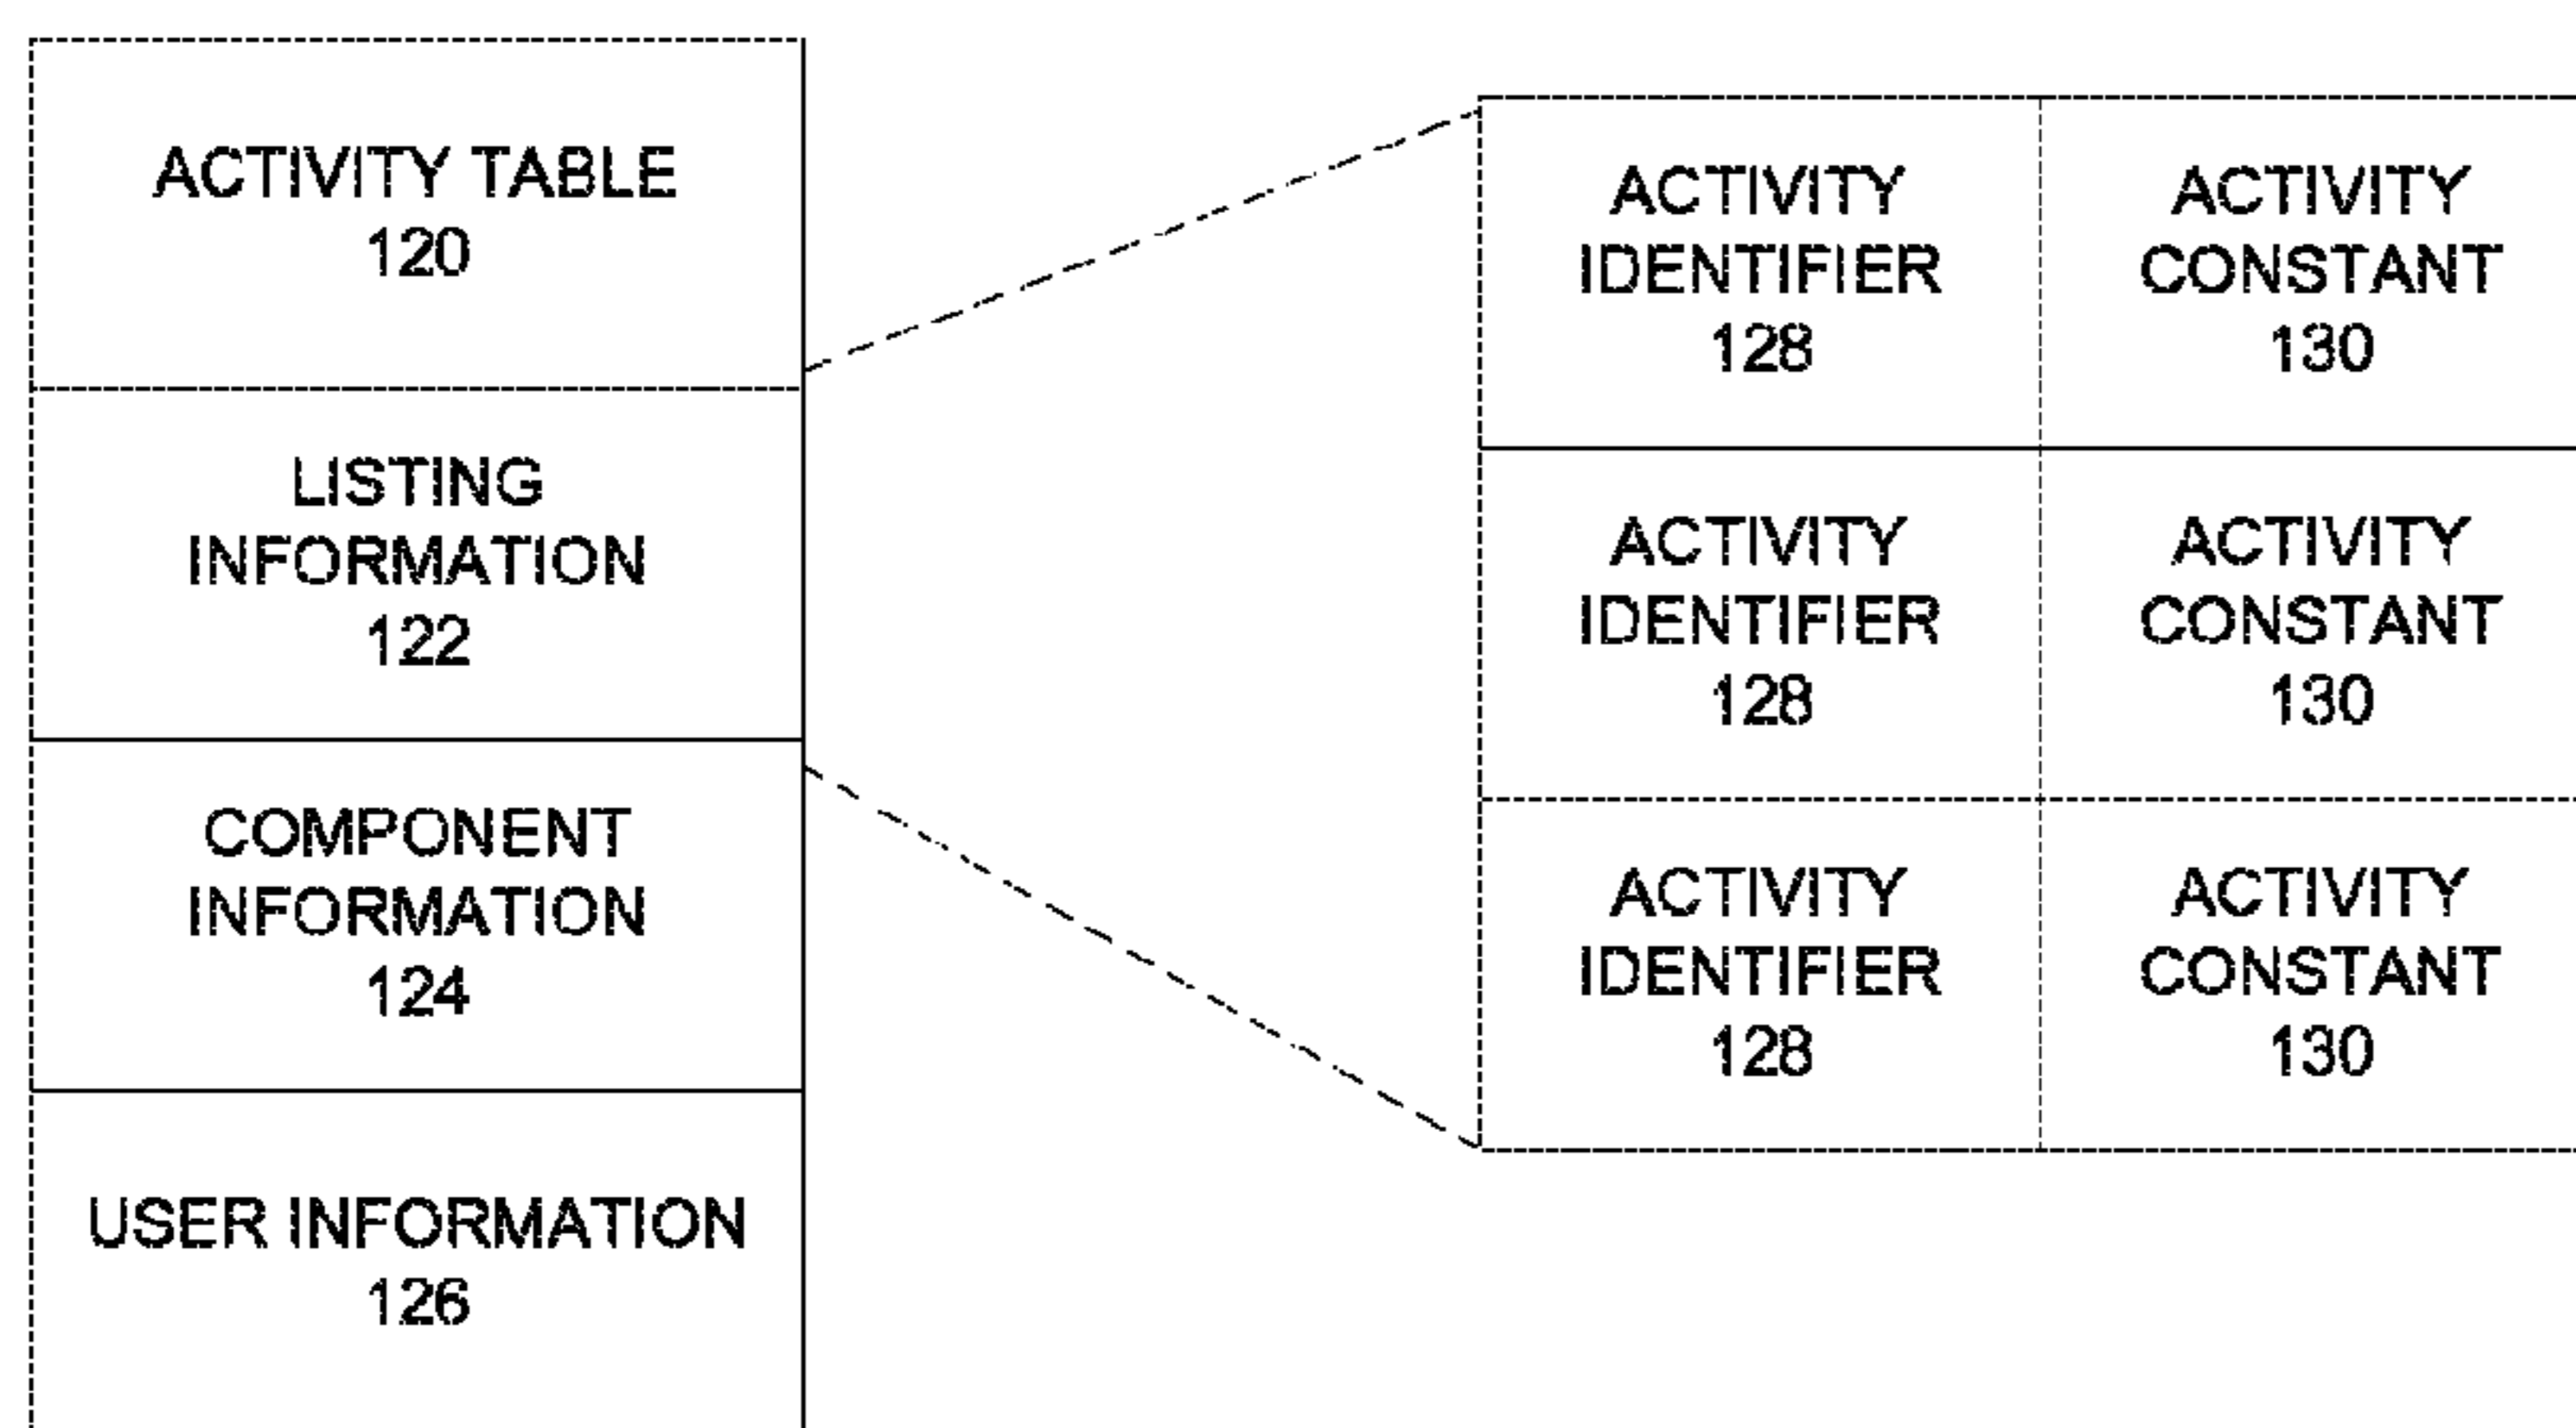 ACTIVITY TABLE
120
LISTING
INFORMATION
122
COMPONENT
INFORMATION
124
USER INFORMATION
126
ACTIVITY
IDENTIFIER
128
ACTIVITY
CONSTANT
130
ACTIVITY
IDENTIFIER
128
ACTIVITY
CONSTANT
130
ACTIVITY
IDENTIFIER
128
ACTIVITY
CONSTANT
130